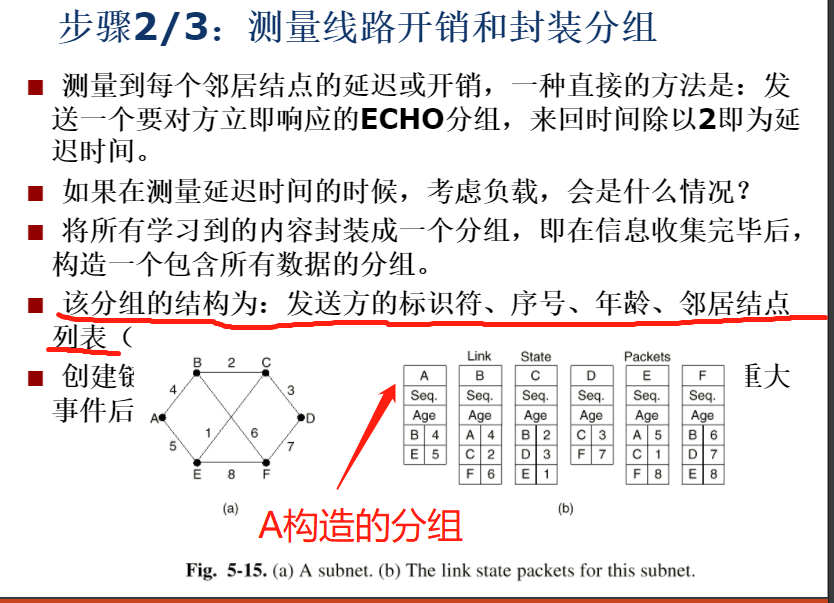 步骤2/3：测量线路开销和封装分组
测量到每个邻居结点的延迟或开销，一种直接的方法是：发
送一个要对方立即响应的ECHO分组，来回时间除以2即为延
迟时间。
如果在测量延迟时间的时候，考虑负载，会是什么情况？
将所有学习到的内容封装成一个分组，即在信息收集完毕后，
构造一个包含所有数据的分组。
该分组的结构为：发送方的标识符、序号、年龄、邻居结点
列表（
创建 重大
事件后
B 2 C
4 3
A D
1 6
5 7
E 8 F
(a)
Link State Packets
A B C D E F
Seq. Seq. Seq. Seq. Seq. Seq.
Age Age Age Age Age Age
B 4 A 4 B 2 C 3 A 5 B 6
E 5 C 2 D 3 F 7 C 1 D 7
F 6 E 1 F 8 E 8
(b)
A构造的分组
Fig. 5-15. (a) A subnet. (b) The link state packets for this subnet.